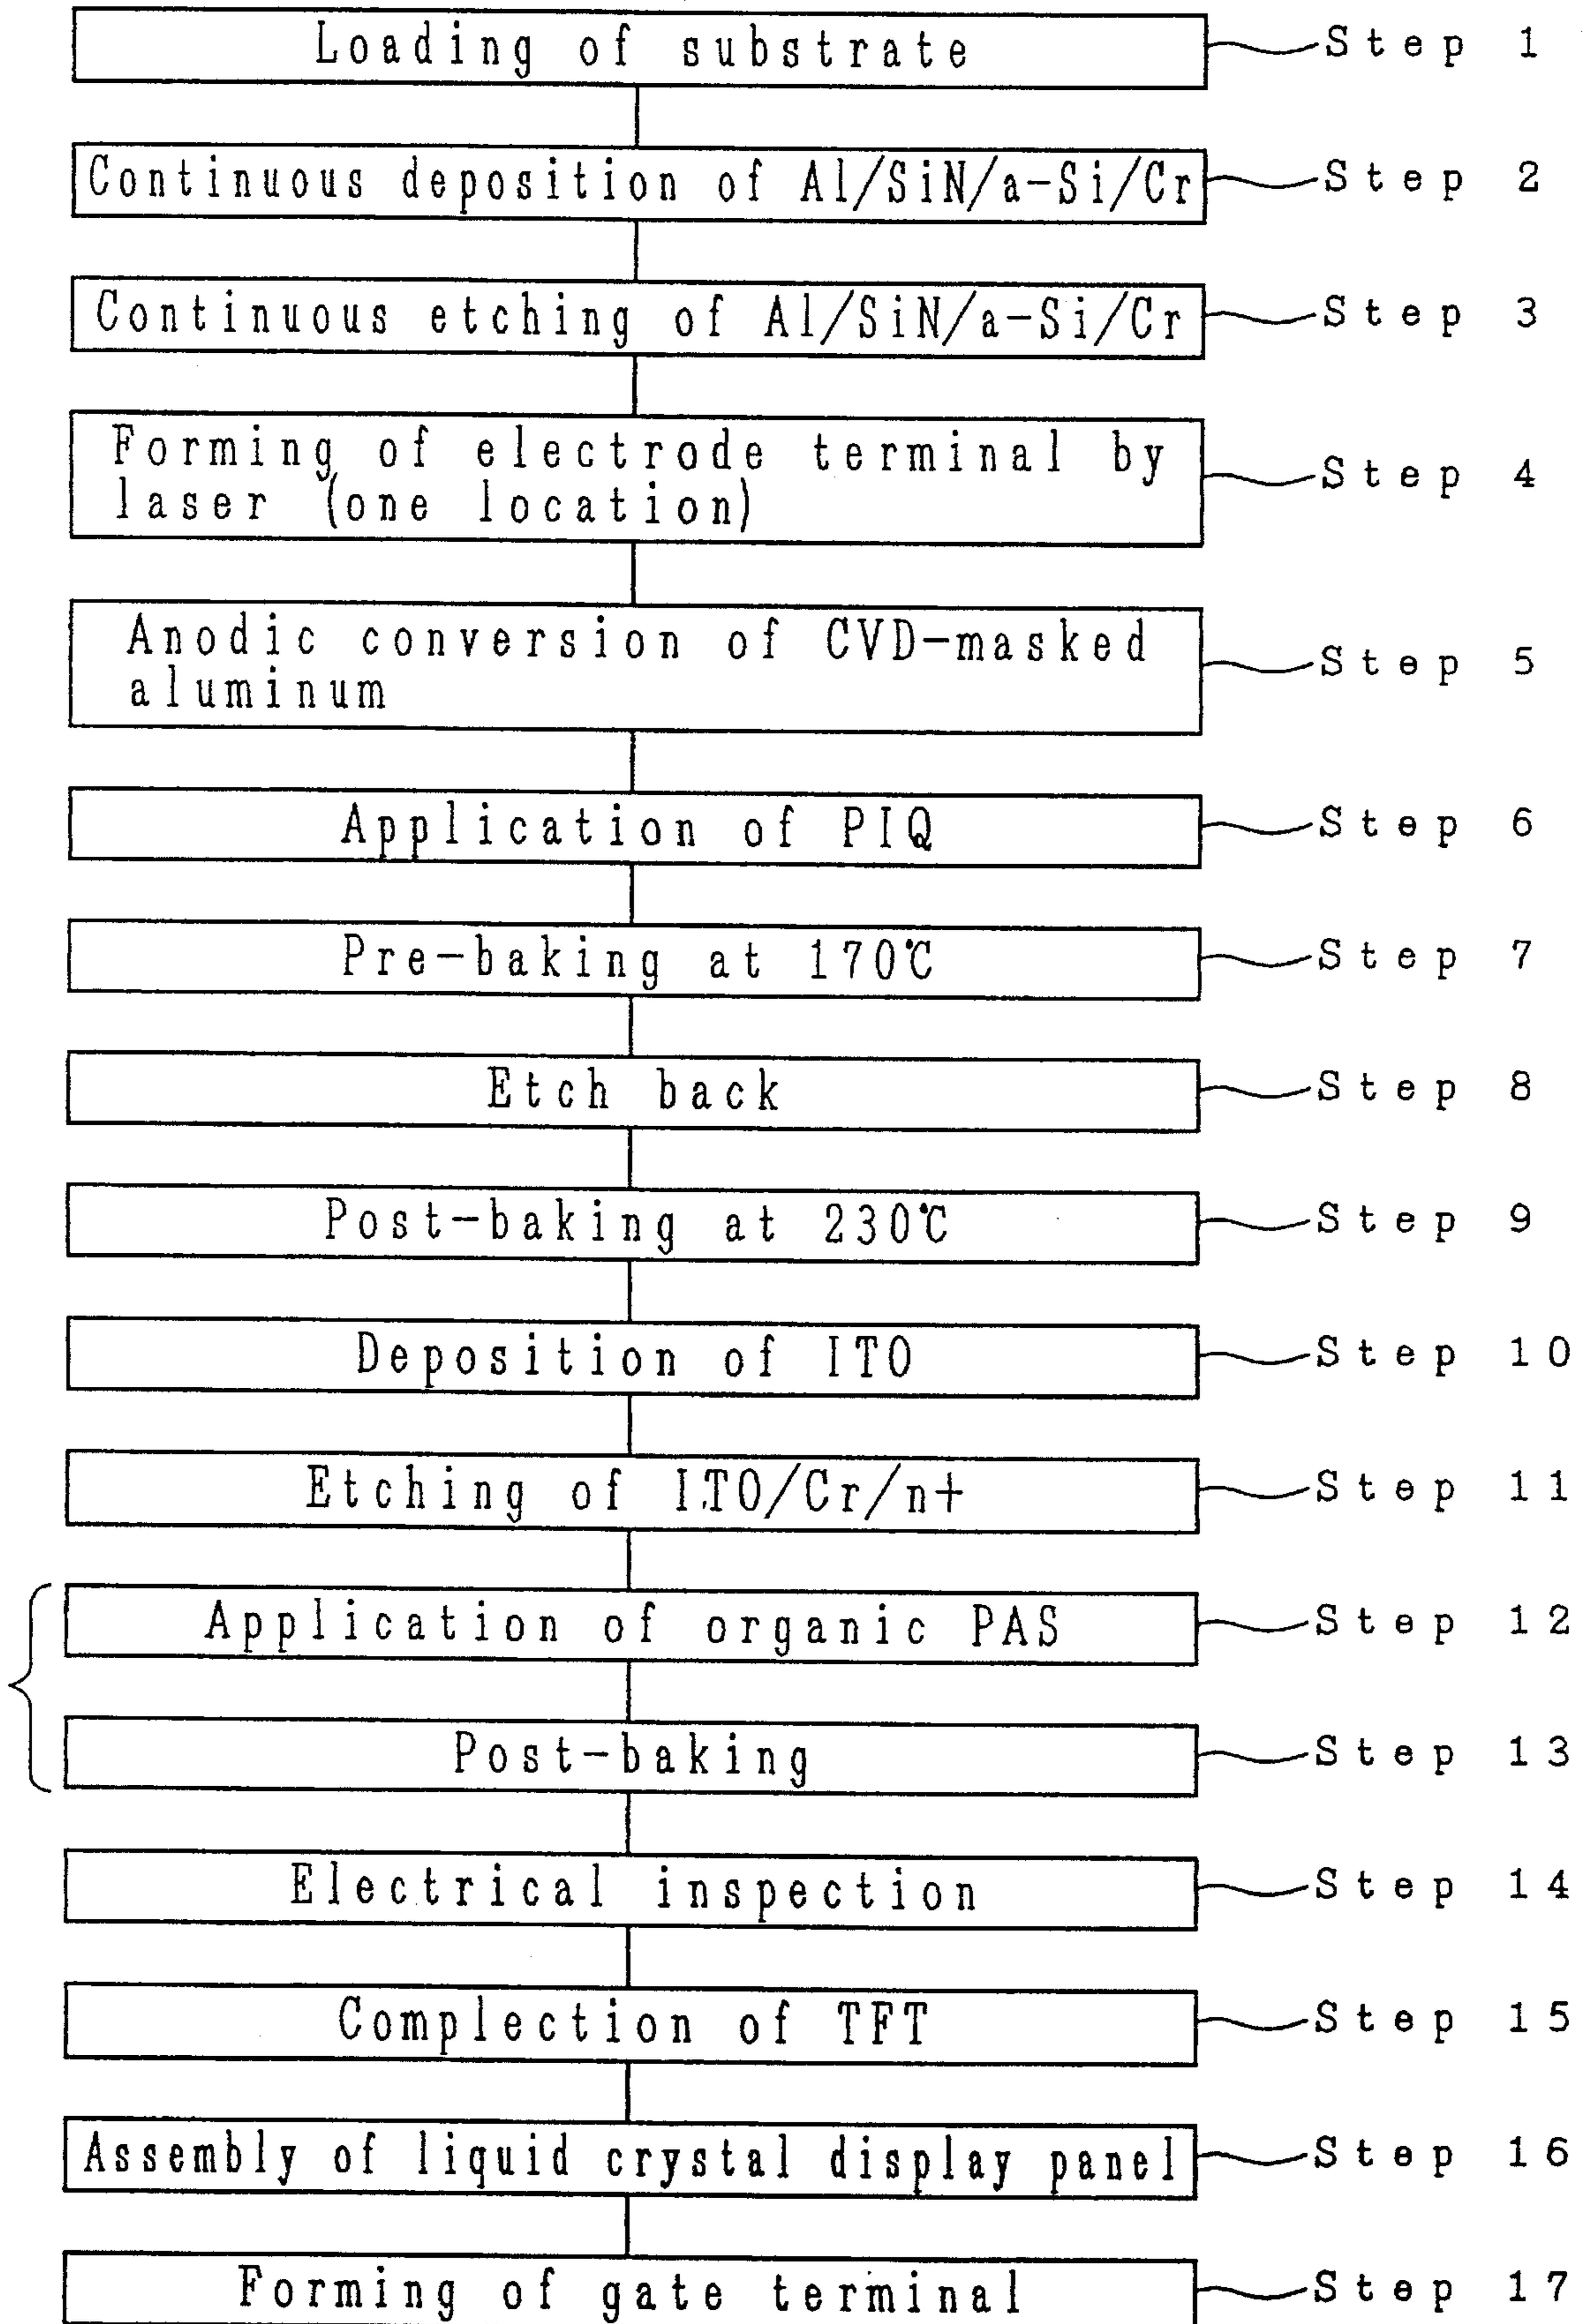 Loading of substrate Step 1
Continuous deposition of Al/SiN/a-Si/Cr Step 2
Continuous etching of Al/SiN/a-Si/Cr Step 3
Forming of electrode terminal by
laser (one location) Step 4
Anodic conversion of CVD-masked
aluminum Step 5
Application of PIQ Step 6
Pre-baking at 170℃ Step 7
Etch back Step 8
Post-baking at 230℃ Step 9
Deposition of ITO Step 10
Etching of ITO/Cr/n+ Step 11
Application of organic PAS Step 12
Post-baking Step 13
Electrical inspection Step 14
Complection of TFT Step 15
Assembly of liquid crystal display panel Step 16
Forming of gate terminal Step 17